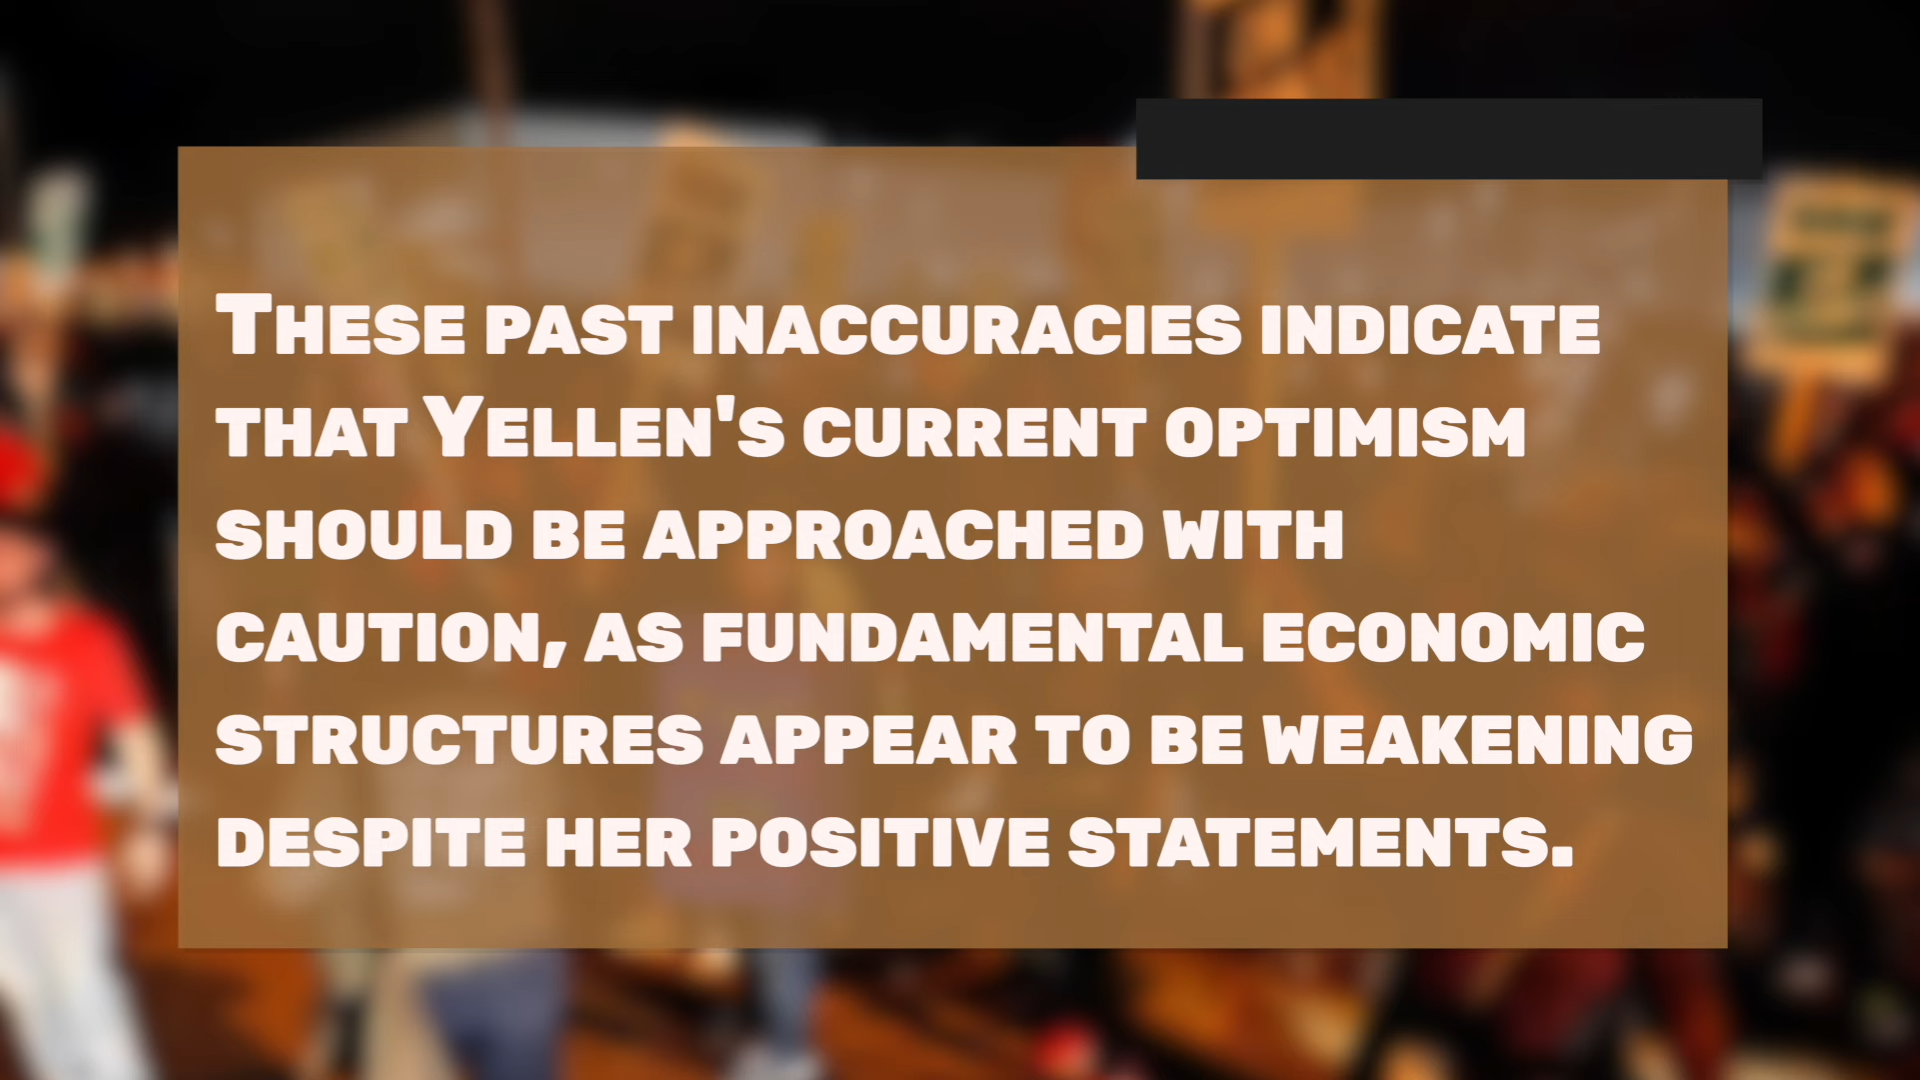 These past inaccuracies indicate
that Yellen's current optimism
should be approached with
caution, as fundamental economic
structures appear to be weakening
despite her positive statements.